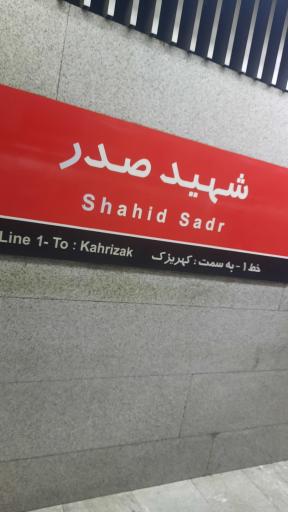 شهید صدر
Shahid Sadr
Line 1- To : Kahrizak
خط ۱ - به سمت : کهریزک